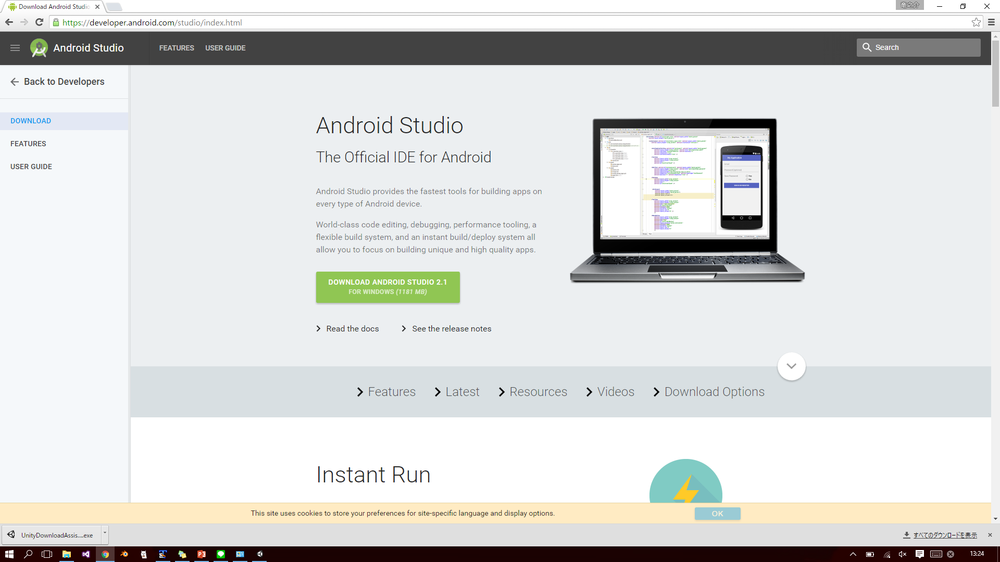 Download Android Studio
竜之介
https://developer.android.com/studio/index.html
Android Studio
FEATURES
USER GUIDE
Search
Back to Developers
DOWNLOAD
FEATURES
USER GUIDE
Android Studio
The Official IDE for Android
Android Studio provides the fastest tools for building apps on
every type of Android device.
World-class code editing, debugging, performance tooling, a
flexible build system, and an instant build/deploy system all
allow you to focus on building unique and high quality apps.
DOWNLOAD ANDROID STUDIO 2.1
FOR WINDOWS (1181 MB)
Read the docs
See the release notes
My Application
Features
Latest
Resources
Videos
Download Options
Instant Run
This site uses cookies to store your preferences for site-specific language and display options.
OK
UnityDownloadAssis....exe
すべてのダウンロードを表示
13:24